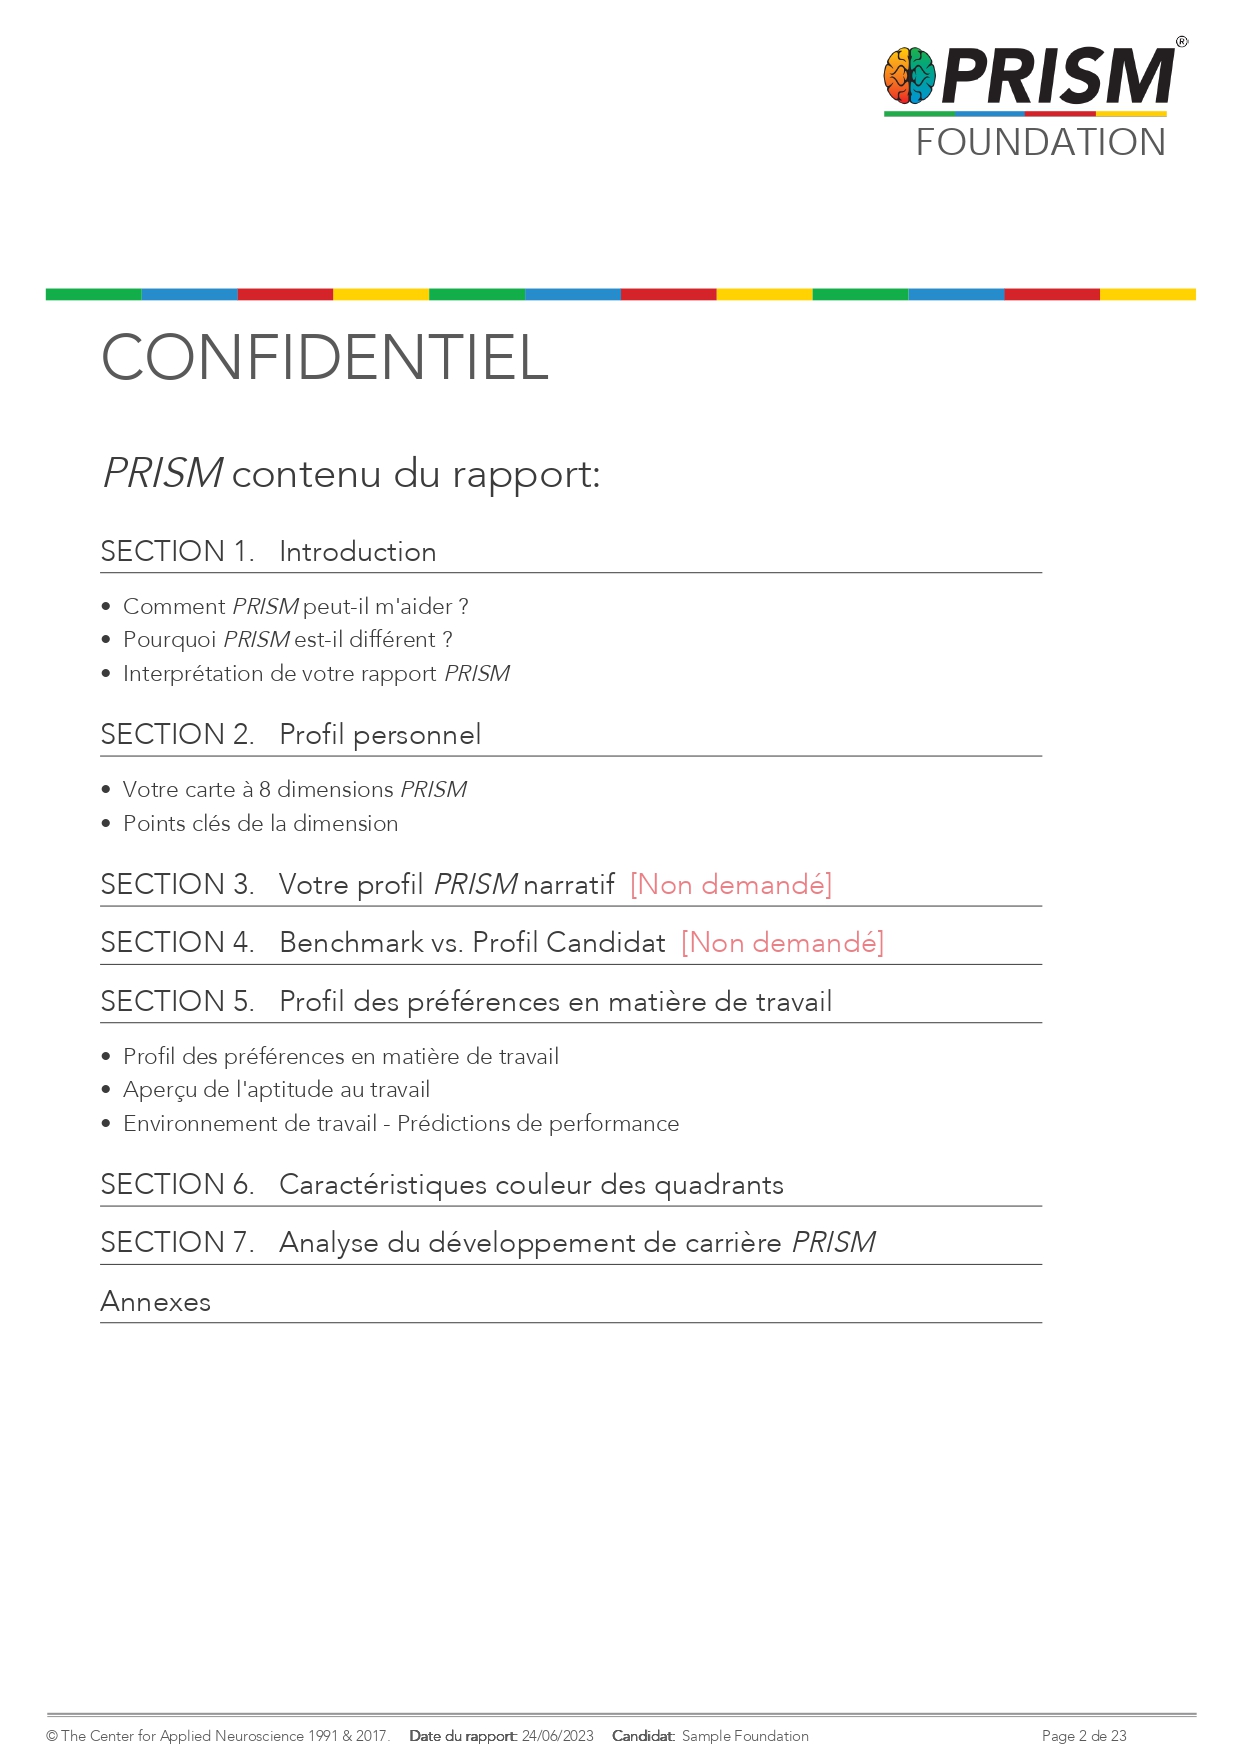 PRISM®
FOUNDATION
CONFIDENTIEL
PRISM contenu du rapport:
SECTION 1. Introduction
• Comment PRISM peut-il m'aider ?
• Pourquoi PRISM est-il différent ?
• Interprétation de votre rapport PRISM
SECTION 2. Profil personnel
• Votre carte à 8 dimensions PRISM
• Points clés de la dimension
SECTION 3. Votre profil PRISM narratif [Non demandé]
SECTION 4. Benchmark vs. Profil Candidat [Non demandé]
SECTION 5. Profil des préférences en matière de travail
• Profil des préférences en matière de travail
• Aperçu de l'aptitude au travail
• Environnement de travail - Prédictions de performance
SECTION 6. Caractéristiques couleur des quadrants
SECTION 7. Analyse du développement de carrière PRISM
Annexes
© The Center for Applied Neuroscience 1991 & 2017. Date du rapport: 24/06/2023 Candidat: Sample Foundation Page 2 de 23